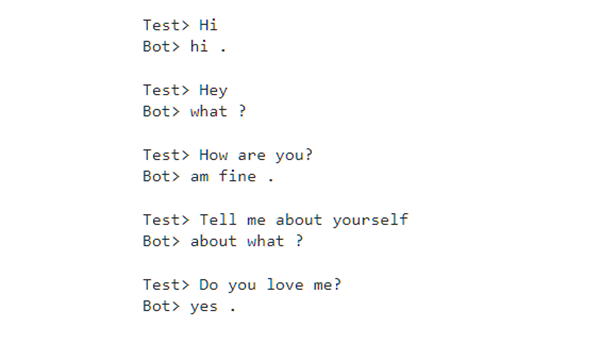 Test> Hi
Bot> hi .
Test> Hey
Bot> what ?
Test> How are you?
Bot> am fine .
Test> Tell me about yourself
Bot> about what ?
Test> Do you love me?
Bot> yes .